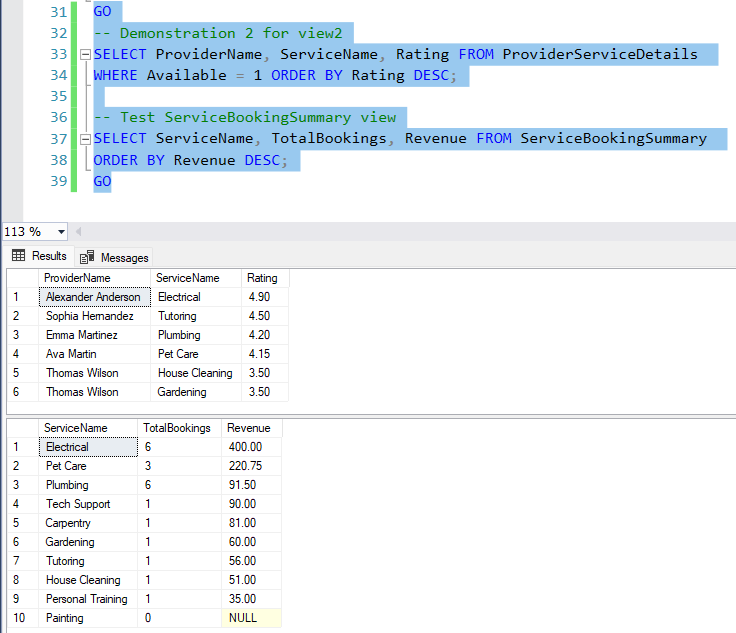 31 GO
32 -- Demonstration 2 for view2
33 SELECT ProviderName, ServiceName, Rating FROM ProviderServiceDetails
34 WHERE Available = 1 ORDER BY Rating DESC;
35
36 -- Test ServiceBookingSummary view
37 SELECT ServiceName, TotalBookings, Revenue FROM ServiceBookingSummary
38 ORDER BY Revenue DESC;
39 GO
113 %
Results Messages
ProviderName ServiceName Rating
1 Alexander Anderson Electrical 4.90
2 Sophia Hernandez Tutoring 4.50
3 Emma Martinez Plumbing 4.20
4 Ava Martin Pet Care 4.15
5 Thomas Wilson House Cleaning 3.50
6 Thomas Wilson Gardening 3.50
ServiceName TotalBookings Revenue
1 Electrical 6 400.00
2 Pet Care 3 220.75
3 Plumbing 6 91.50
4 Tech Support 1 90.00
5 Carpentry 1 81.00
6 Gardening 1 60.00
7 Tutoring 1 56.00
8 House Cleaning 1 51.00
9 Personal Training 1 35.00
10 Painting 0 NULL